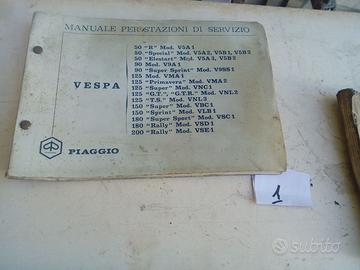 MANUALE PER STAZIONI DI SERVIZIO
VESPA
50 "R" Mod. V5A1
50 "Special" Mod. V5A2, V5B1, V5B2
50 "Elestart" Mod. V5A3, V5B2
90 Mod. V9A1
90 "Super Sprint" Mod. V9SS1
125 Mod. VMA1
125 "Primavera" Mod. VMA2
125 "Super" Mod. VNC1
125 "G.T.", "G.T.R." Mod. VNL2
125 "T.S." Mod. VNL3
150 "Super" Mod. VBC1
150 "Sprint" Mod. VLB1
180 "Super Sport" Mod. VSC1
180 "Rally" Mod. VSD1
200 "Rally" Mod. VSE1
PIAGGIO
1
subito